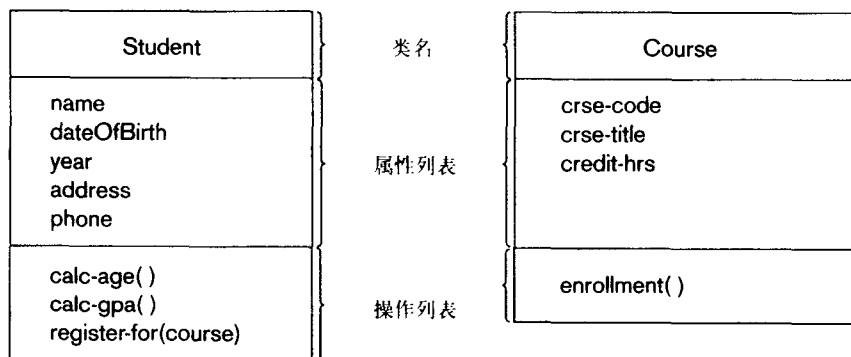 Student
类名
Course
name
dateOfBirth
year
address
phone
属性列表
crse-code
crse-title
credit-hrs
calc-age( )
calc-gpa( )
register-for(course)
操作列表
enrollment( )